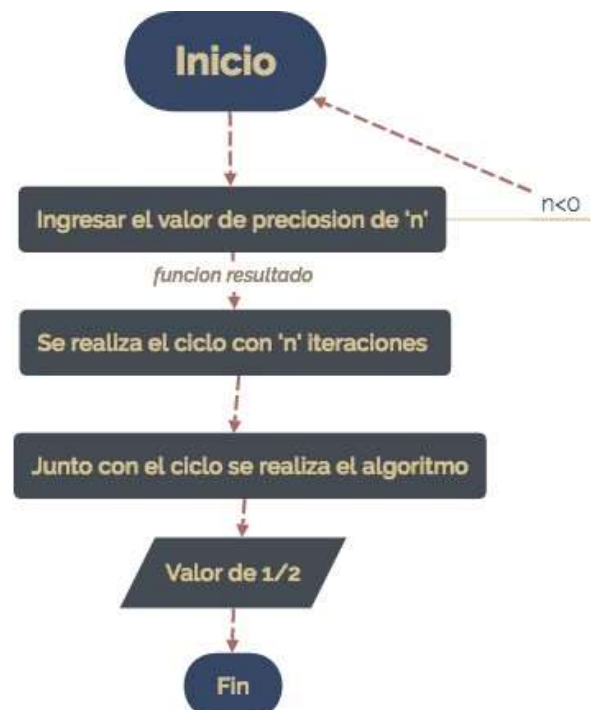 Inicio
Ingresar el valor de preciosion de 'n'
n<0
funcion resultado
Se realiza el ciclo con 'n' iteraciones
Junto con el ciclo se realiza el algoritmo
Valor de 1/2
Fin